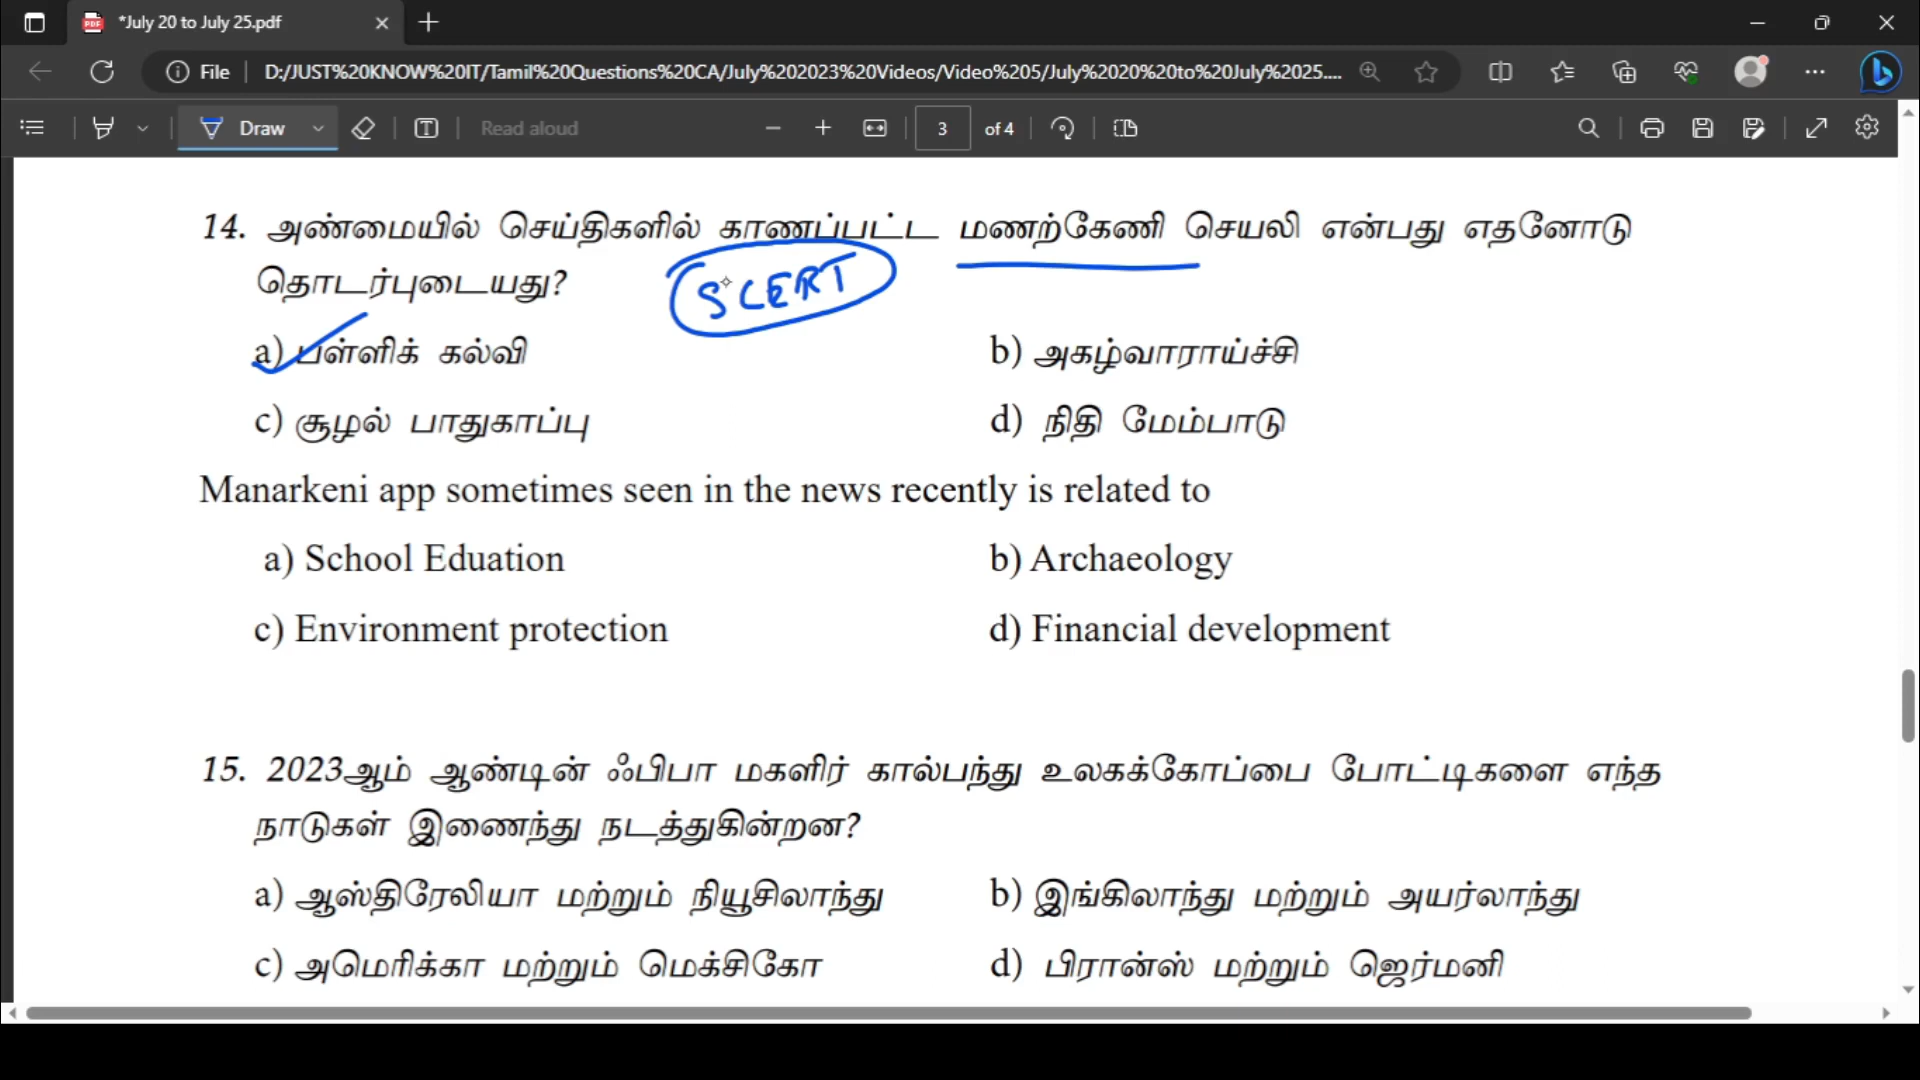 *July 20 to July 25.pdf
File
D:/JUST%20KNOW%20IT/Tamil%20Questions%20CA/July%202023%20Videos/Video%205/July%2020%20to%20July%2025....
Draw
Read aloud
3 of 4
14. அண்மையில் செய்திகளில் காணப்பட்ட மணற்கேணி செயலி என்பது எதனோடு
தொடர்புடையது?
SCERT
a) பள்ளிக் கல்வி b) அகழ்வாராய்ச்சி
c) சூழல் பாதுகாப்பு d) நிதி மேம்பாடு
Manarkeni app sometimes seen in the news recently is related to
a) School Eduation b) Archaeology
c) Environment protection d) Financial development
15. 2023ஆம் ஆண்டின் ஃபிபா மகளிர் கால்பந்து உலகக்கோப்பை போட்டிகளை எந்த
நாடுகள் இணைந்து நடத்துகின்றன?
a) ஆஸ்திரேலியா மற்றும் நியூசிலாந்து b) இங்கிலாந்து மற்றும் அயர்லாந்து
c) அமெரிக்கா மற்றும் மெக்சிகோ d) பிரான்ஸ் மற்றும் ஜெர்மனி